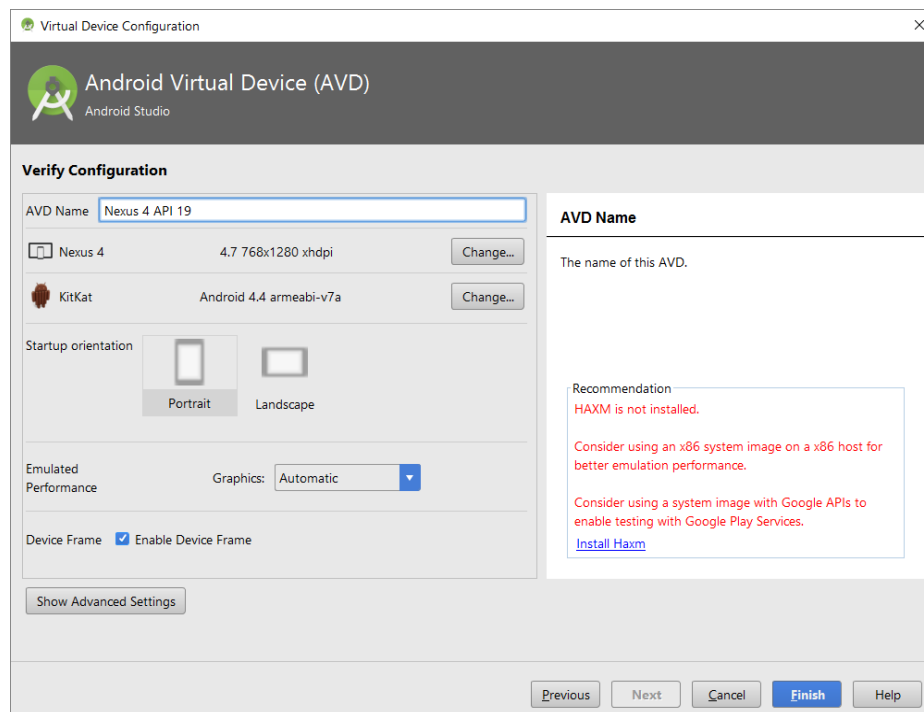 Virtual Device Configuration
Android Virtual Device (AVD)
Android Studio
Verify Configuration
AVD Name Nexus 4 API 19
Nexus 4 4.7 768x1280 xhdpi Change...
KitKat Android 4.4 armeabi-v7a Change...
Startup orientation
Portrait Landscape
Emulated
Performance
Graphics: Automatic
Device Frame Enable Device Frame
Show Advanced Settings
AVD Name
The name of this AVD.
Recommendation
HAXM is not installed.
Consider using an x86 system image on a x86 host for
better emulation performance.
Consider using a system image with Google APIs to
enable testing with Google Play Services.
Install Haxm
Previous Next Cancel Finish Help